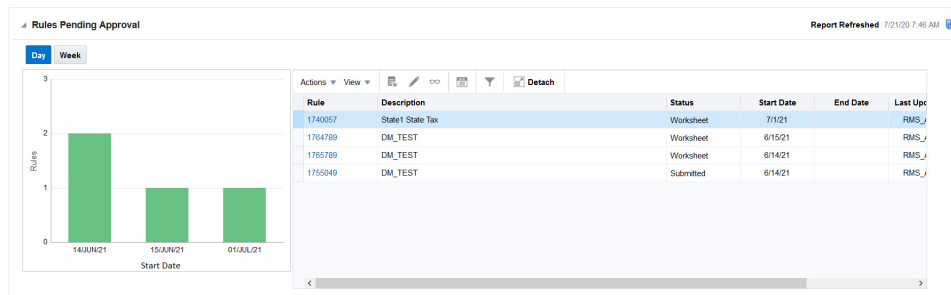 Rules Pending Approval
Report Refreshed 7/21/20 7:46 AM
Day Week
Actions View Detach
Rule Description Status Start Date End Date Last Upd
1740057 State1 State Tax Worksheet 7/1/21 RMS_A
1764789 DM_TEST Worksheet 6/15/21 RMS_A
1765789 DM_TEST Worksheet 6/14/21 RMS_A
1755049 DM_TEST Submitted 6/14/21 RMS_A
3
2
1
0
Rules
14/JUN/21 15/JUN/21 01/JUL/21
Start Date